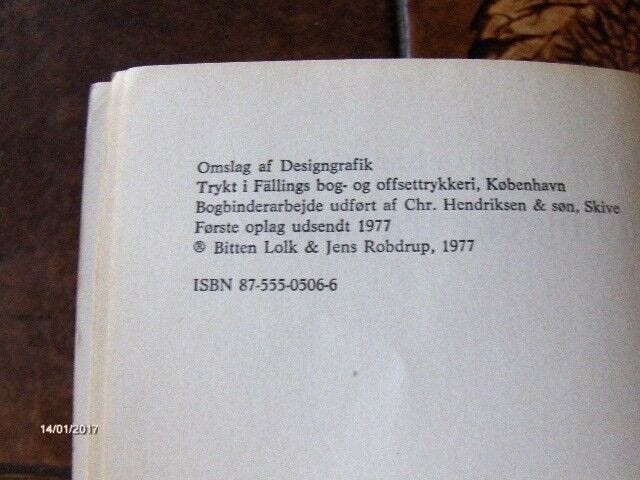 Omslag af Designgrafik
Trykt i Fällings bog- og offsettrykkeri, København
Bogbinderarbejde udført af Chr. Hendriksen & søn, Skive
Første oplag udsendt 1977
® Bitten Lolk & Jens Robdrup, 1977
ISBN 87-555-0506-6
14/01/2017